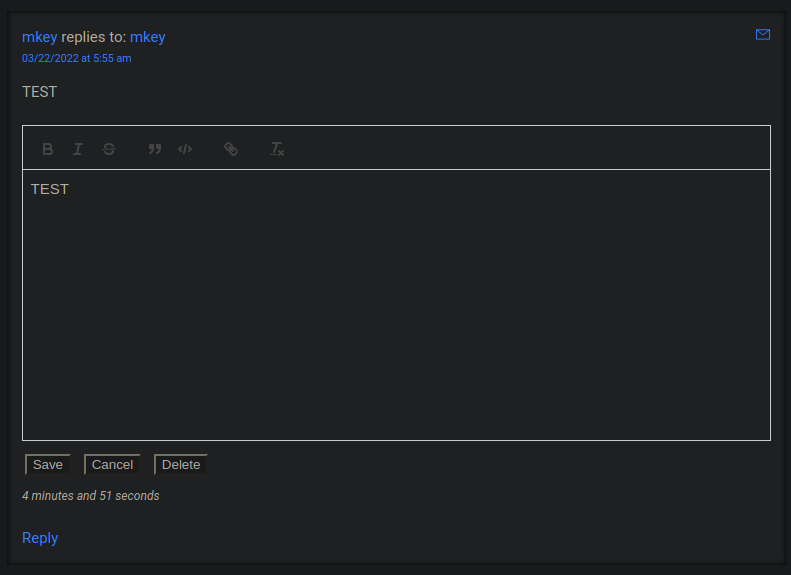 mkey replies to: mkey
03/22/2022 at 5:55 am
TEST
TEST
Save Cancel Delete
4 minutes and 51 seconds
Reply